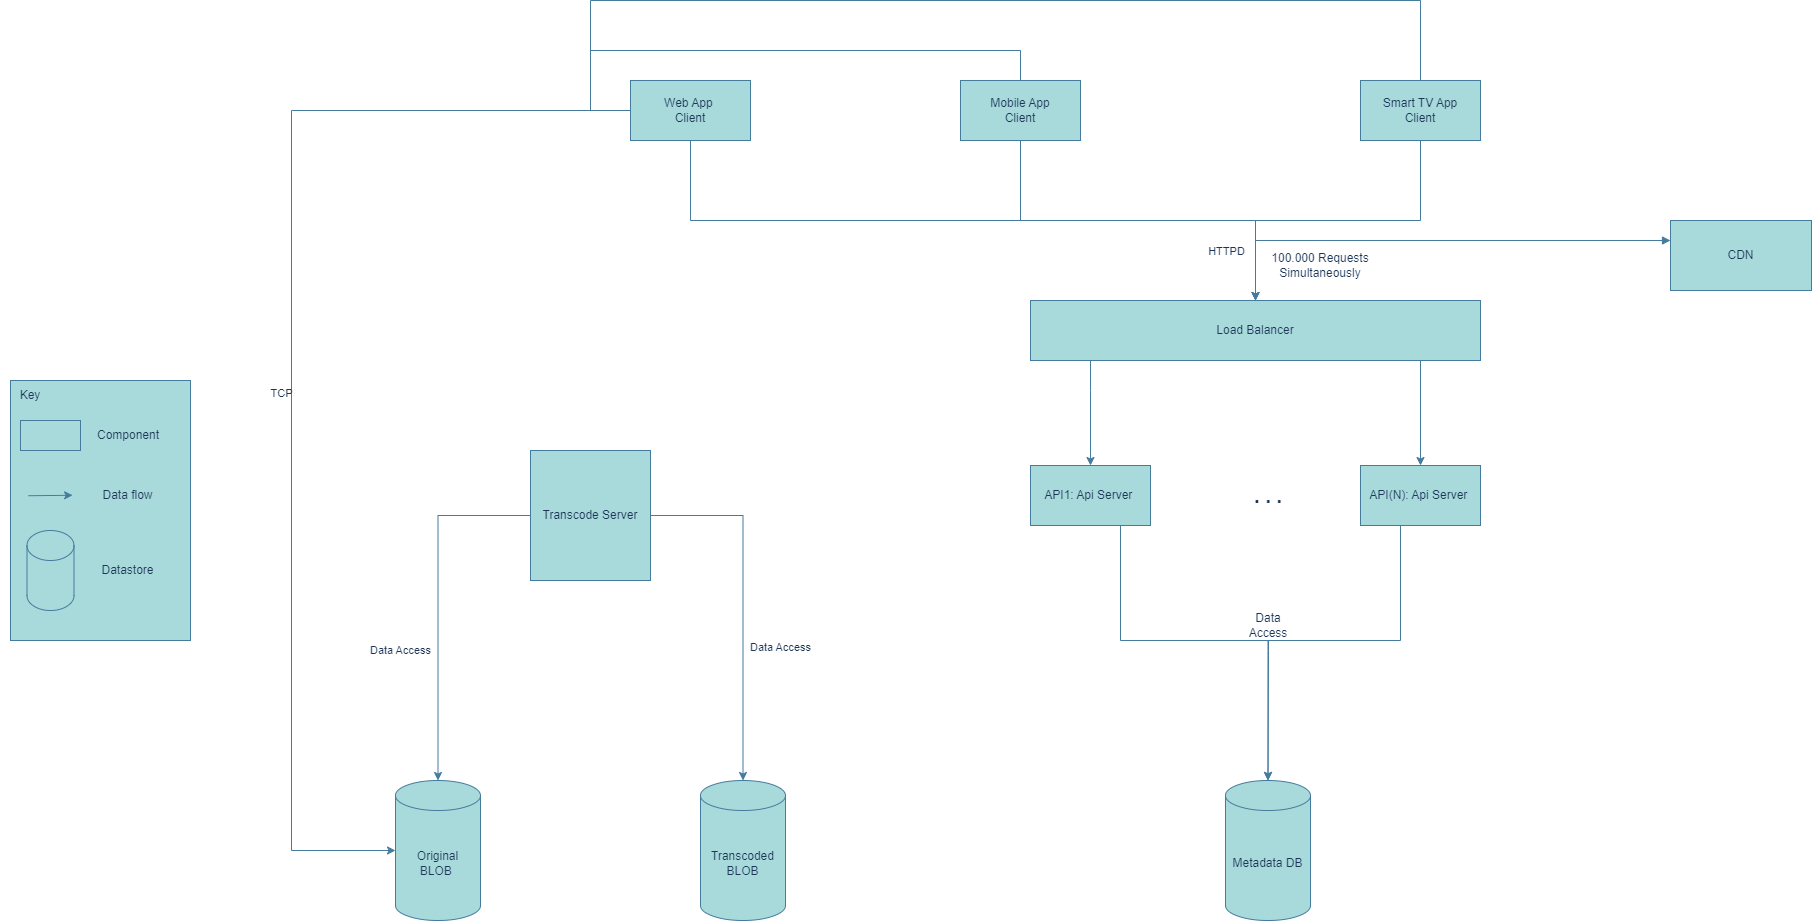 Web App
Client
Mobile App
Client
Smart TV App
Client
HTTPD
100.000 Requests
Simultaneously
CDN
Load Balancer
TCP
Key
Component
Data flow
Datastore
Transcode Server
API1: Api Server
. . .
API(N): Api Server
Data Access
Data Access
Data
Access
Original
BLOB
Transcoded
BLOB
Metadata DB